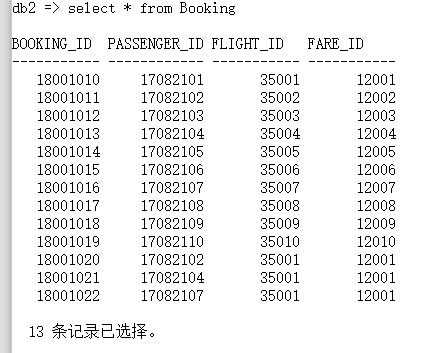 db2 => select * from Booking
BOOKING_ID PASSENGER_ID FLIGHT_ID FARE_ID
----------- ------------ ----------- -----------
18001010 17082101 35001 12001
18001011 17082102 35002 12002
18001012 17082103 35003 12003
18001013 17082104 35004 12004
18001014 17082105 35005 12005
18001015 17082106 35006 12006
18001016 17082107 35007 12007
18001017 17082108 35008 12008
18001018 17082109 35009 12009
18001019 17082110 35010 12010
18001020 17082102 35001 12001
18001021 17082104 35001 12001
18001022 17082107 35001 12001
13 条记录已选择。